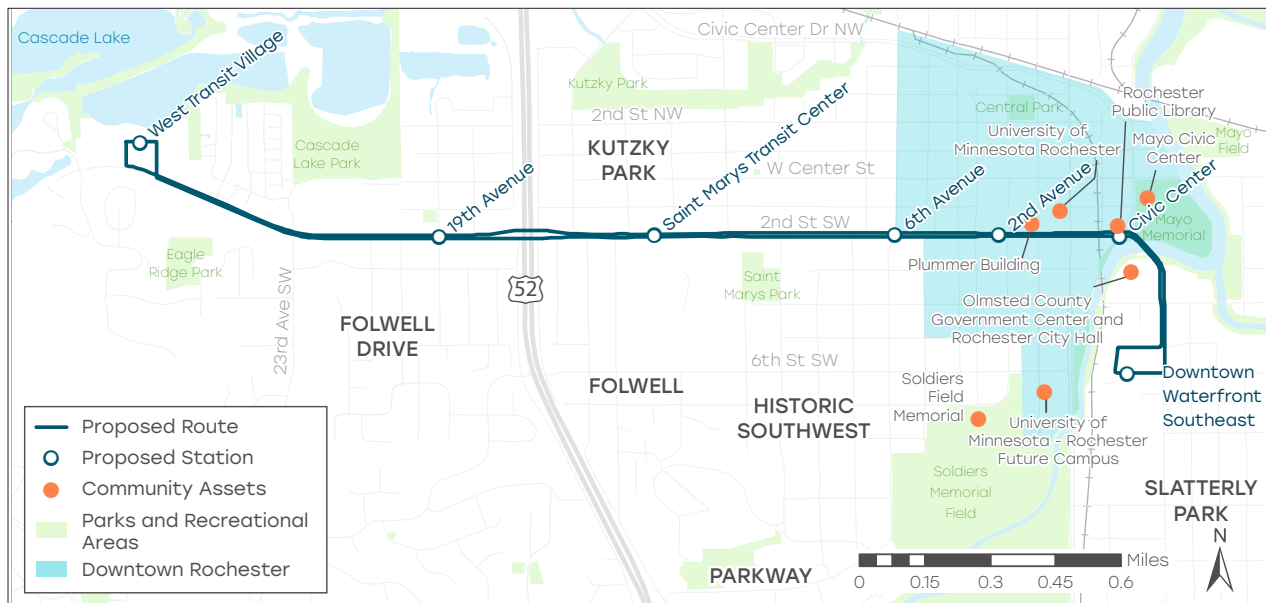 Cascade Lake
West Transit Village
Cascade
Lake Park
Eagle
Ridge Park
23rd Ave SW
FOLWELL
DRIVE
19th Avenue
52
Civic Center Dr NW
Kutzky Park
2nd St NW
KUTZKY
PARK
Saint Marys Transit Center
W Center St
2nd St SW
Saint
Marys Park
6th St SW
FOLWELL
HISTORIC
SOUTHWEST
PARKWAY
6th Avenue
2nd Avenue
Civic Center
Central Park
University of
Minnesota Rochester
Rochester
Public Library
Mayo Civic
Center
Mayo
Field
Mayo
Memorial
Plummer Building
Olmsted County
Government Center and
Rochester City Hall
Soldiers
Field
Memorial
University of
Minnesota - Rochester
Future Campus
Soldiers
Memorial
Field
Downtown
Waterfront
Southeast
SLATTERLY
PARK
Proposed Route
Proposed Station
Community Assets
Parks and Recreational
Areas
Downtown Rochester
Miles
0 0.15 0.3 0.45 0.6
N